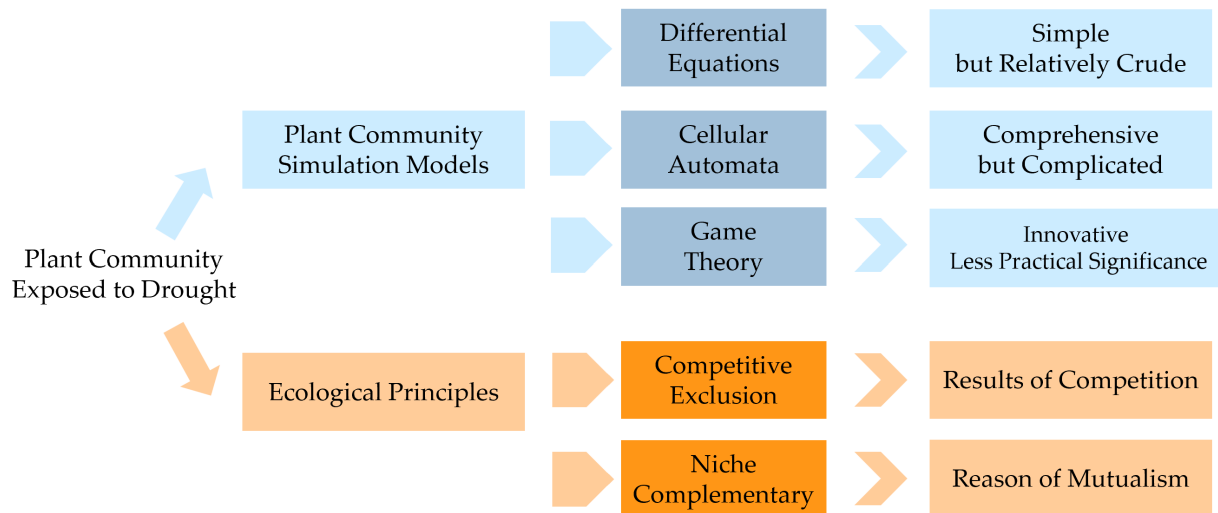 Differential
Equations
Simple
but Relatively Crude
Plant Community
Simulation Models
Cellular
Automata
Comprehensive
but Complicated
Game
Theory
Innovative
Less Practical Significance
Plant Community
Exposed to Drought
Ecological Principles
Competitive
Exclusion
Results of Competition
Niche
Complementary
Reason of Mutualism